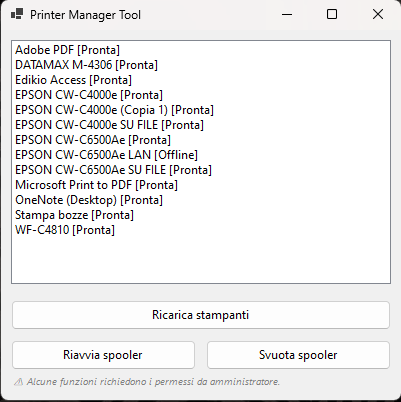 Printer Manager Tool
Adobe PDF [Pronta]
DATAMAX M-4306 [Pronta]
Edikio Access [Pronta]
EPSON CW-C4000e [Pronta]
EPSON CW-C4000e (Copia 1) [Pronta]
EPSON CW-C4000e SU FILE [Pronta]
EPSON CW-C6500Ae [Pronta]
EPSON CW-C6500Ae LAN [Offline]
EPSON CW-C6500Ae SU FILE [Pronta]
Microsoft Print to PDF [Pronta]
OneNote (Desktop) [Pronta]
Stampa bozze [Pronta]
WF-C4810 [Pronta]
Ricarica stampanti
Riavvia spooler
Svuota spooler
⚠ Alcune funzioni richiedono i permessi da amministratore.